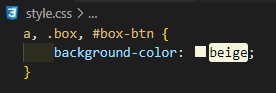 style.css > ...
a, .box, #box-btn {
    background-color: beige;
}